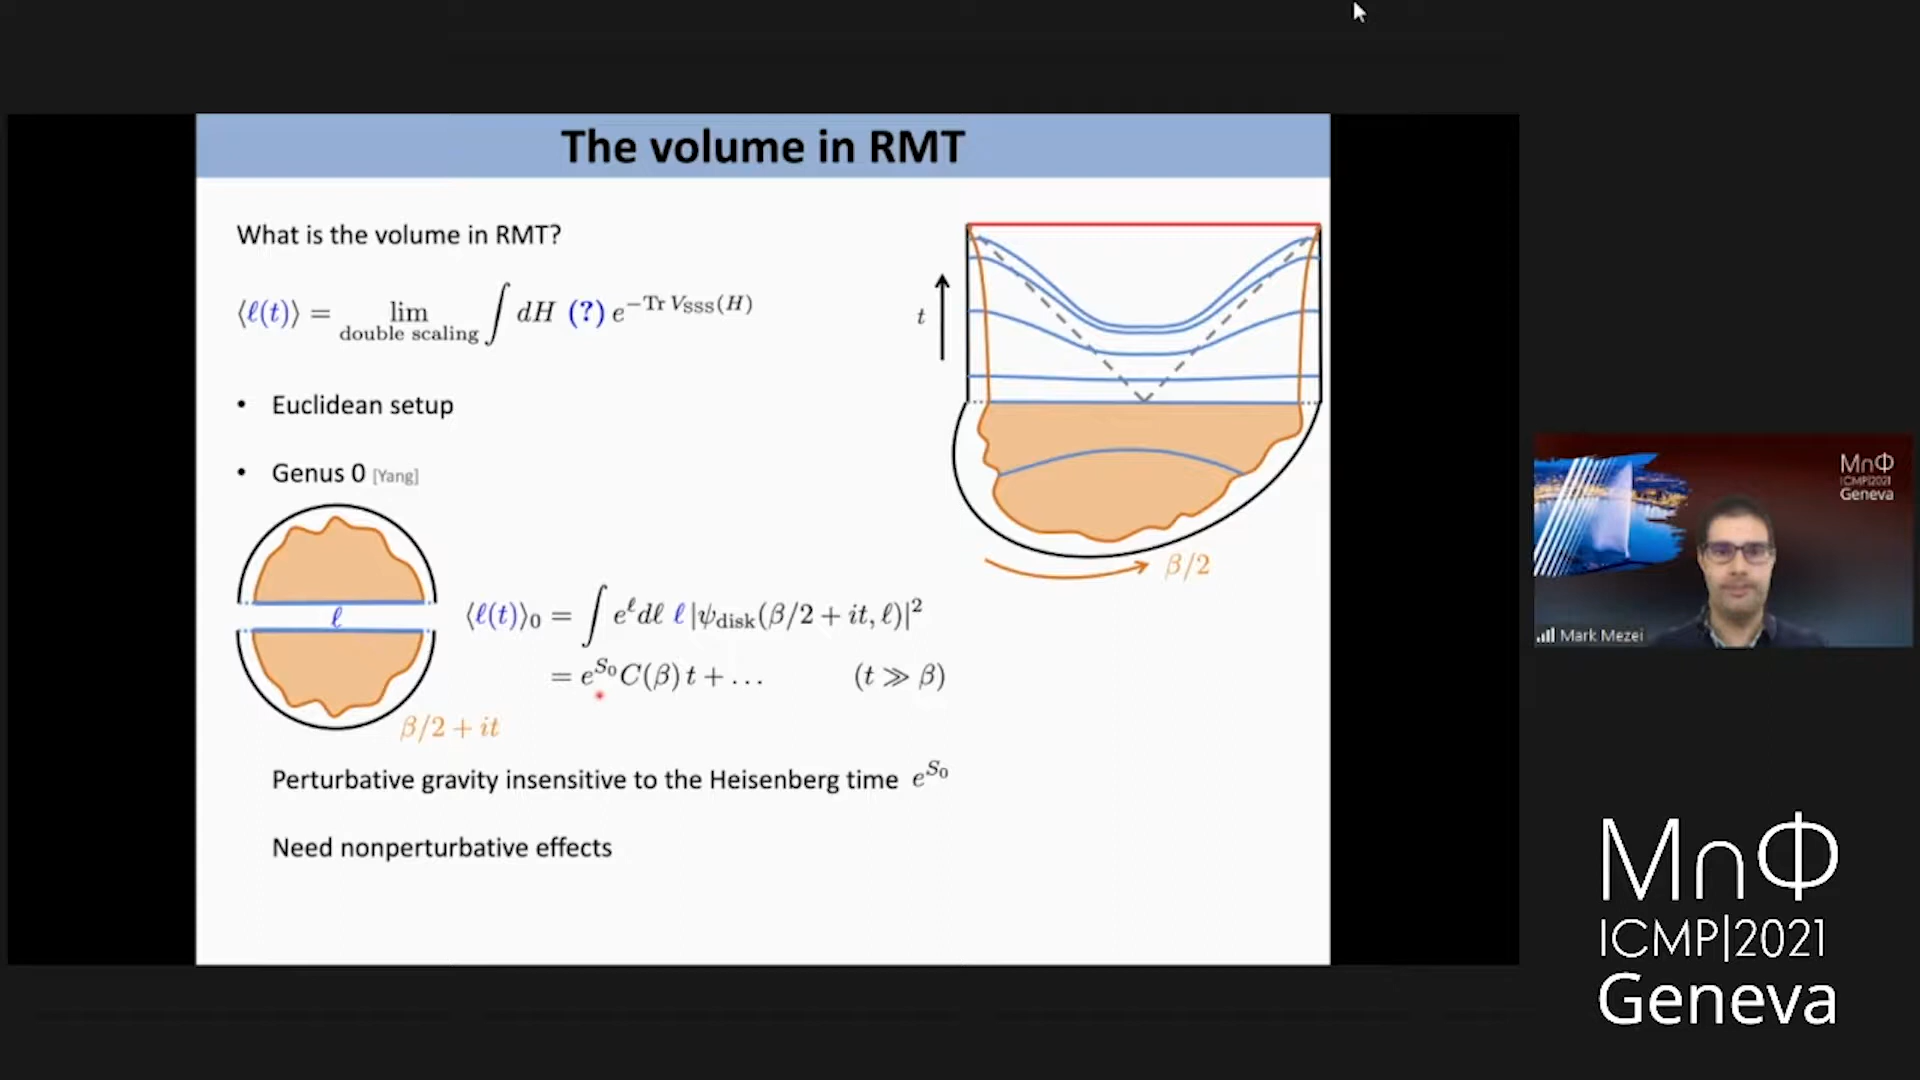 The volume in RMT
What is the volume in RMT?
⟨ℓ(t)⟩ = lim double scaling ∫ dH (?) e^{−Tr V_SSS(H)}
• Euclidean setup
• Genus 0 [Yang]
ℓ
β/2 + it
⟨ℓ(t)⟩₀ = ∫ e^ℓ dℓ ℓ |ψ_disk(β/2 + it, ℓ)|²
= e^{S₀} C(β) t + … (t ≫ β)
Perturbative gravity insensitive to the Heisenberg time e^{S₀}
Need nonperturbative effects
t
β/2
MnΦ
ICMP|2021
Geneva
Mark Mezei
MnΦ
ICMP|2021
Geneva